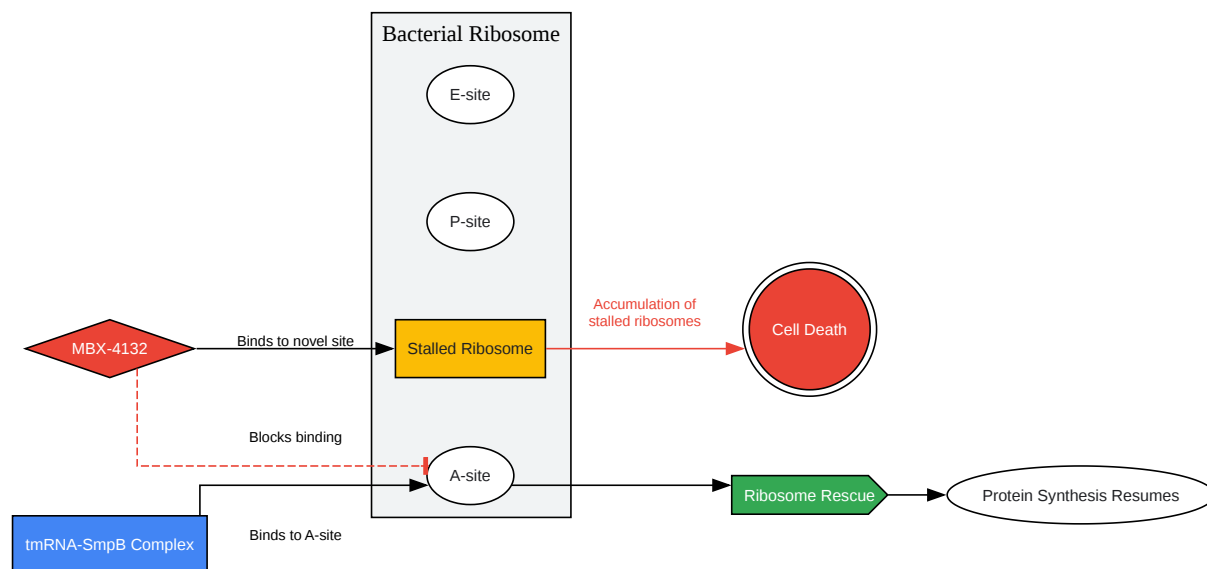 Bacterial Ribosome
E-site
P-site
Accumulation of
stalled ribosomes
Cell Death
MBX-4132
Binds to novel site
Stalled Ribosome
Blocks binding
A-site
Ribosome Rescue
Protein Synthesis Resumes
tmRNA-SmpB Complex
Binds to A-site